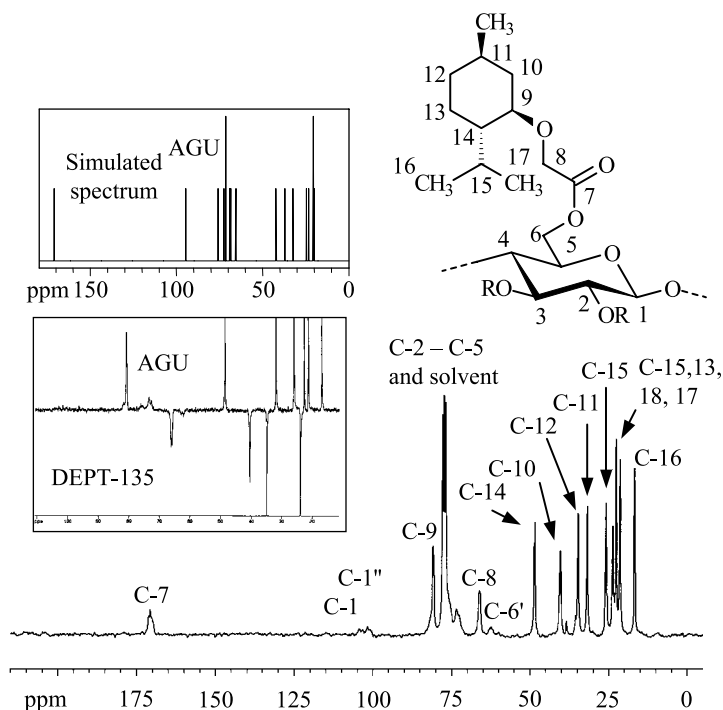 Simulated
spectrum
AGU
ppm 150 100 50 0
AGU
DEPT-135
CH₃
11
10
12
9
13
14
O
16
17
8
O
CH₃
15
CH₃
7
O
6
4
5
O
RO
3
2
OR
1
O
C-2 – C-5
and solvent
C-15
C-15,13,
18, 17
C-11
C-12
C-10
C-14
C-16
C-9
C-8
C-6'
C-1"
C-1
C-7
ppm 175 150 125 100 75 50 25 0